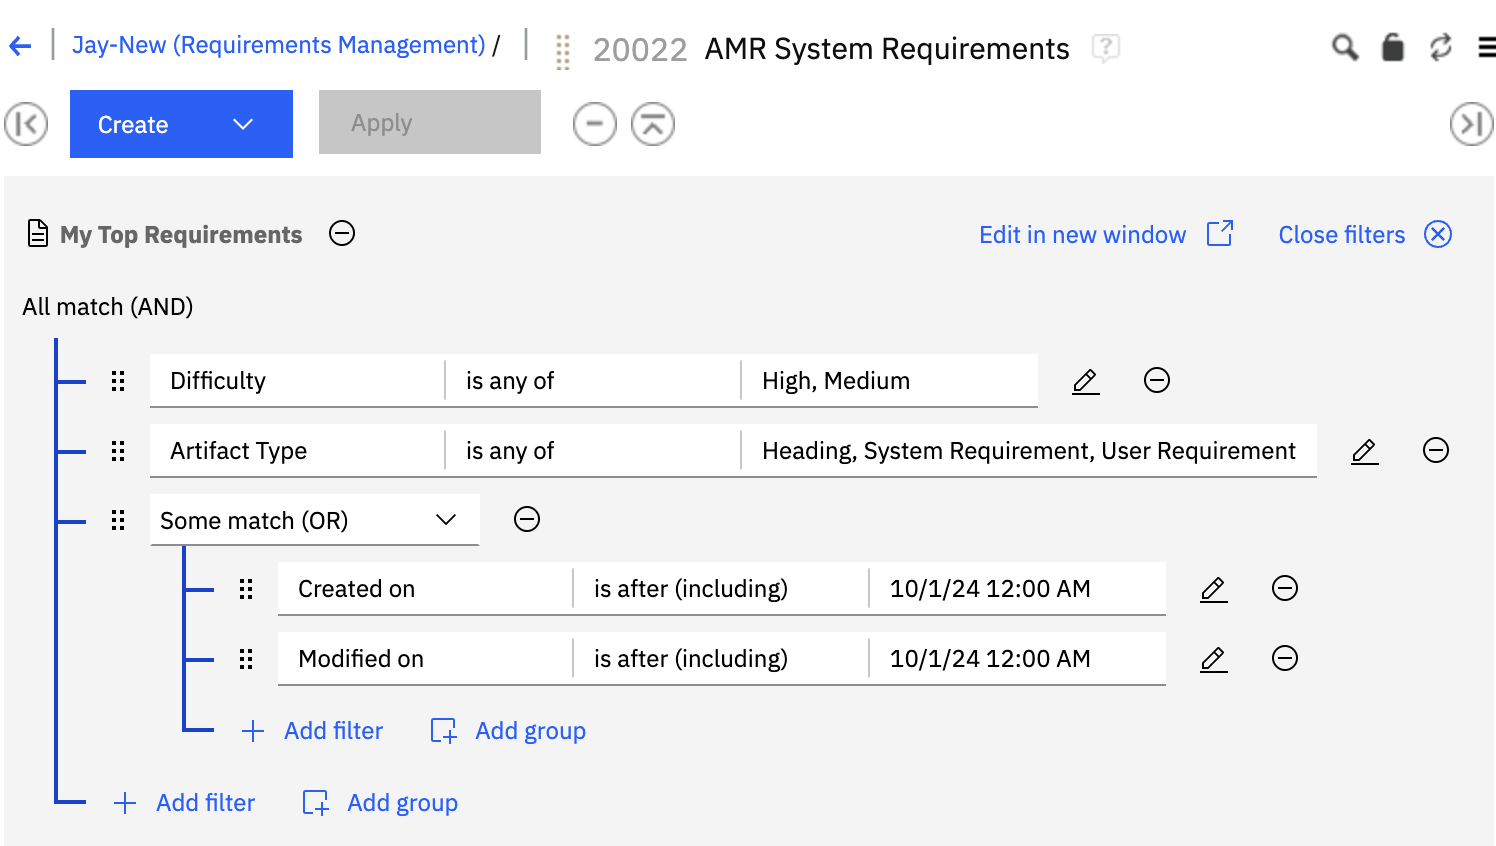 Jay-New (Requirements Management) / 20022 AMR System Requirements ?
Create Apply
My Top Requirements Edit in new window Close filters
All match (AND)
Difficulty is any of High, Medium
Artifact Type is any of Heading, System Requirement, User Requirement
Some match (OR)
Created on is after (including) 10/1/24 12:00 AM
Modified on is after (including) 10/1/24 12:00 AM
Add filter Add group
Add filter Add group